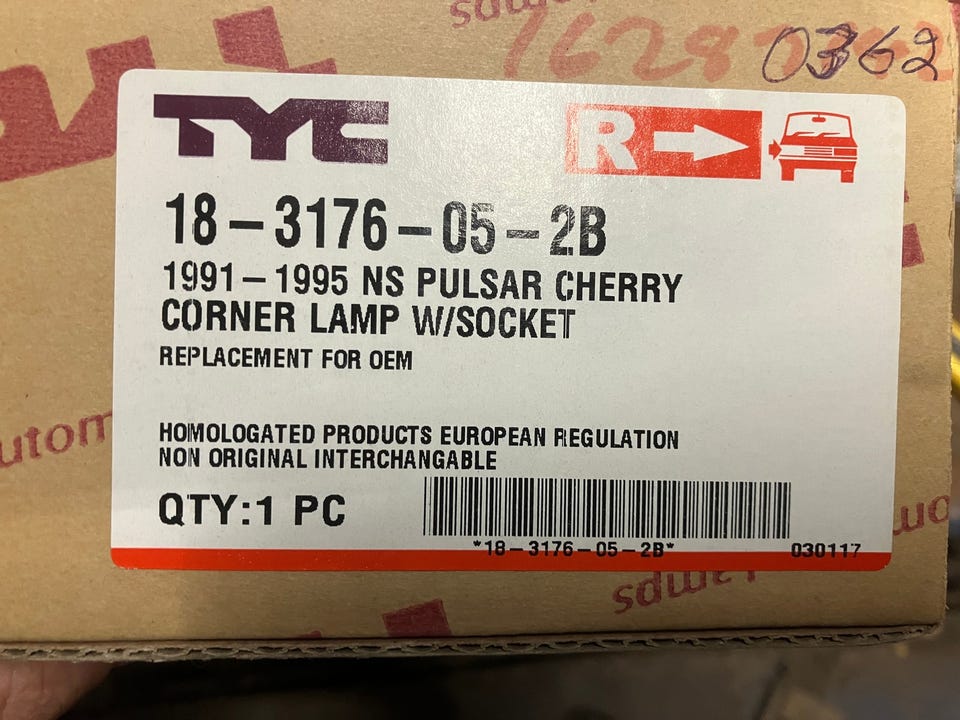 0362
TYC
R
18-3176-05-2B
1991-1995 NS PULSAR CHERRY
CORNER LAMP W/SOCKET
REPLACEMENT FOR OEM
HOMOLOGATED PRODUCTS EUROPEAN REGULATION
NON ORIGINAL INTERCHANGABLE
QTY:1 PC
*18-3176-05-2B*
030117